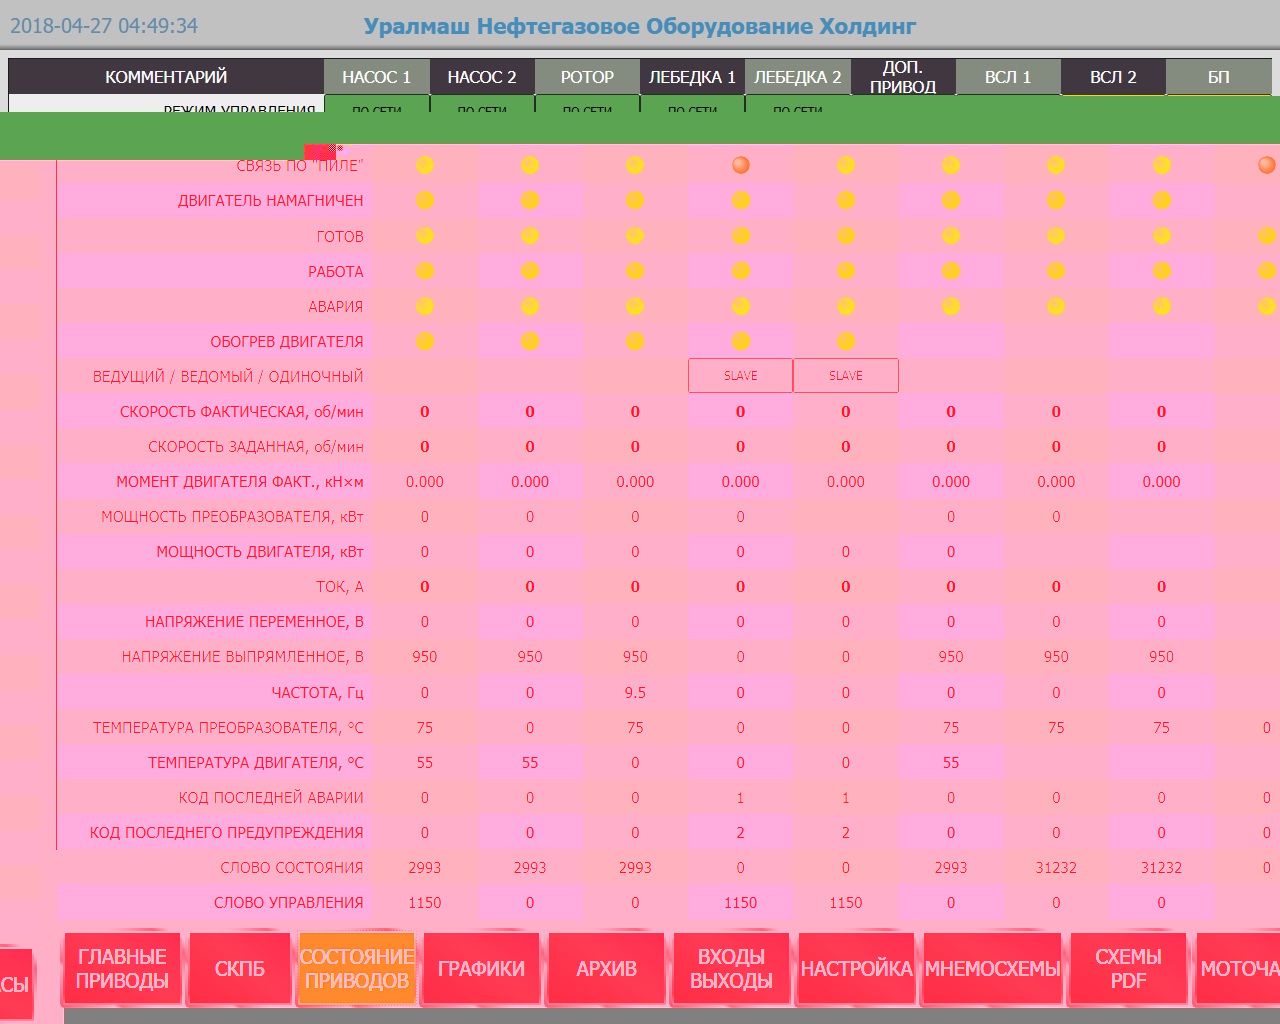 2018-04-27 04:49:34 Уралмаш Нефтегазовое Оборудование Холдинг
КОММЕНТАРИЙ НАСОС 1 НАСОС 2 РОТОР ЛЕБЕДКА 1 ЛЕБЕДКА 2 ДОП. ПРИВОД ВСЛ 1 ВСЛ 2 БП
РЕЖИМ УПРАВЛЕНИЯ ПО СЕТИ ПО СЕТИ ПО СЕТИ ПО СЕТИ ПО СЕТИ
СВЯЗЬ ПО "ПИЛЕ"
ДВИГАТЕЛЬ НАМАГНИЧЕН
ГОТОВ
РАБОТА
АВАРИЯ
ОБОГРЕВ ДВИГАТЕЛЯ
ВЕДУЩИЙ / ВЕДОМЫЙ / ОДИНОЧНЫЙ SLAVE SLAVE
СКОРОСТЬ ФАКТИЧЕСКАЯ, об/мин 0 0 0 0 0 0 0 0
СКОРОСТЬ ЗАДАННАЯ, об/мин 0 0 0 0 0 0 0 0
МОМЕНТ ДВИГАТЕЛЯ ФАКТ., кН×м 0.000 0.000 0.000 0.000 0.000 0.000 0.000 0.000
МОЩНОСТЬ ПРЕОБРАЗОВАТЕЛЯ, кВт 0 0 0 0 0 0
МОЩНОСТЬ ДВИГАТЕЛЯ, кВт 0 0 0 0 0 0
ТОК, А 0 0 0 0 0 0 0 0
НАПРЯЖЕНИЕ ПЕРЕМЕННОЕ, В 0 0 0 0 0 0 0 0
НАПРЯЖЕНИЕ ВЫПРЯМЛЕННОЕ, В 950 950 950 0 0 950 950 950
ЧАСТОТА, Гц 0 0 9.5 0 0 0 0 0
ТЕМПЕРАТУРА ПРЕОБРАЗОВАТЕЛЯ, °С 75 0 75 0 0 75 75 75 0
ТЕМПЕРАТУРА ДВИГАТЕЛЯ, °С 55 55 0 0 0 55
КОД ПОСЛЕДНЕЙ АВАРИИ 0 0 0 1 1 0 0 0 0
КОД ПОСЛЕДНЕГО ПРЕДУПРЕЖДЕНИЯ 0 0 0 2 2 0 0 0 0
СЛОВО СОСТОЯНИЯ 2993 2993 2993 0 0 2993 31232 31232 0
СЛОВО УПРАВЛЕНИЯ 1150 0 0 1150 1150 0 0 0
СЫ ГЛАВНЫЕ ПРИВОДЫ СКПБ СОСТОЯНИЕ ПРИВОДОВ ГРАФИКИ АРХИВ ВХОДЫ ВЫХОДЫ НАСТРОЙКА МНЕМОСХЕМЫ СХЕМЫ PDF МОТОЧА